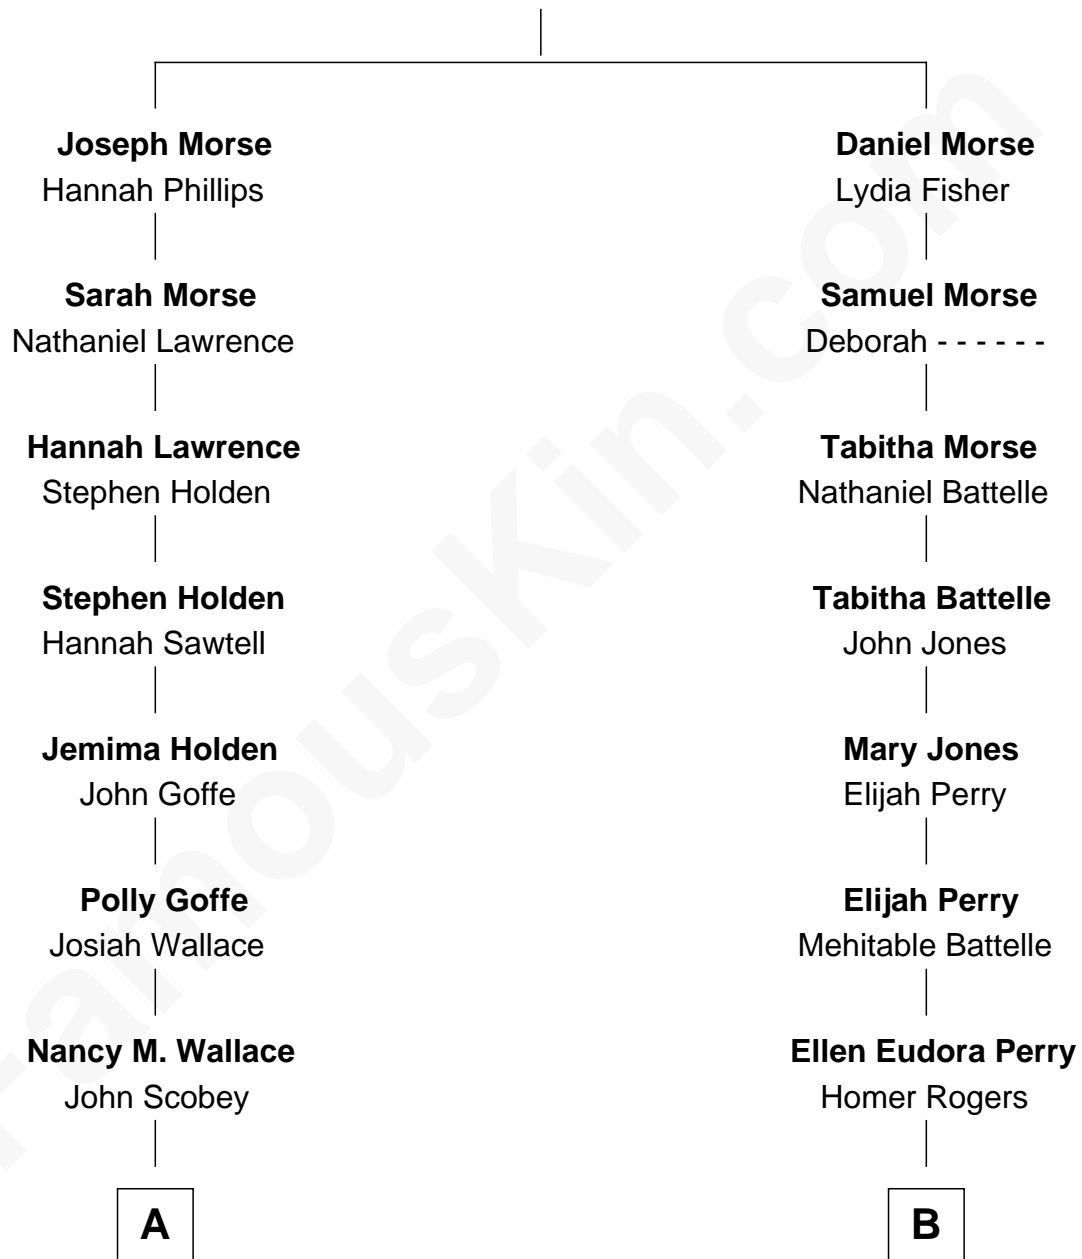 Joseph Morse
Hannah Phillips
Sarah Morse
Nathaniel Lawrence
Hannah Lawrence
Stephen Holden
Stephen Holden
Hannah Sawtell
Jemima Holden
John Goffe
Polly Goffe
Josiah Wallace
Nancy M. Wallace
John Scobey
A
Daniel Morse
Lydia Fisher
Samuel Morse
Deborah - - - - - -
Tabitha Morse
Nathaniel Battelle
Tabitha Battelle
John Jones
Mary Jones
Elijah Perry
Elijah Perry
Mehitable Battelle
Ellen Eudora Perry
Homer Rogers
B
FamousKin.com